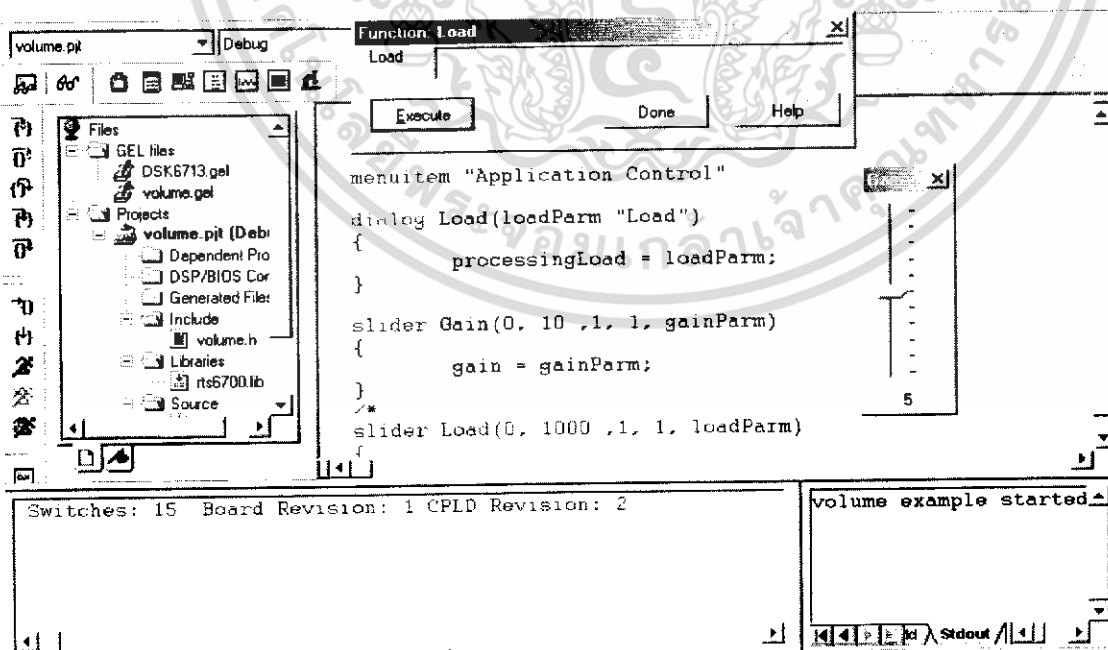 volume.pjt
Debug
Function: Load
Load
Execute
Done
Help
Files
GEL files
DSK6713.gel
volume.gel
Projects
volume.pjt (Debu
Dependent Pro
DSP/BIOS Cor
Generated Files
Include
volume.h
Libraries
rts6700.lib
Source
menuitem "Application Control"
dialog Load(loadParm "Load")
{
processingLoad = loadParm;
}
slider Gain(0, 10 ,1, 1, gainParm)
{
gain = gainParm;
}
/*
slider Load(0, 1000 ,1, 1, loadParm)
{
5
Switches: 15 Board Revision: 1 CPLD Revision: 2
volume example started
Stdout